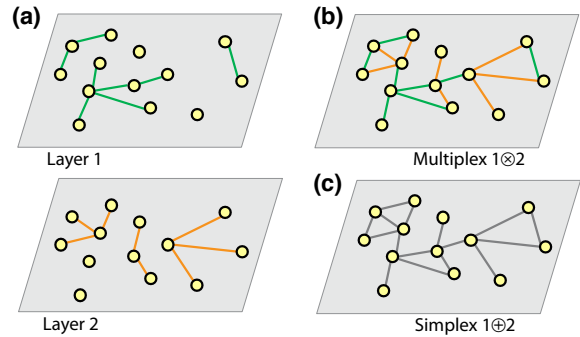 (a)
Layer 1
Layer 2
(b)
Multiplex 1⊗2
(c)
Simplex 1⊕2